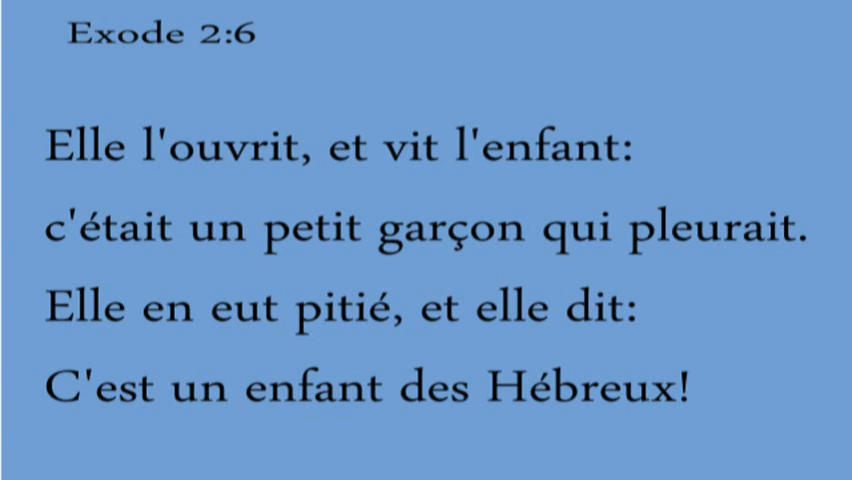 Exode 2:6
Elle l'ouvrit, et vit l'enfant:
c'était un petit garçon qui pleurait.
Elle en eut pitié, et elle dit:
C'est un enfant des Hébreux!